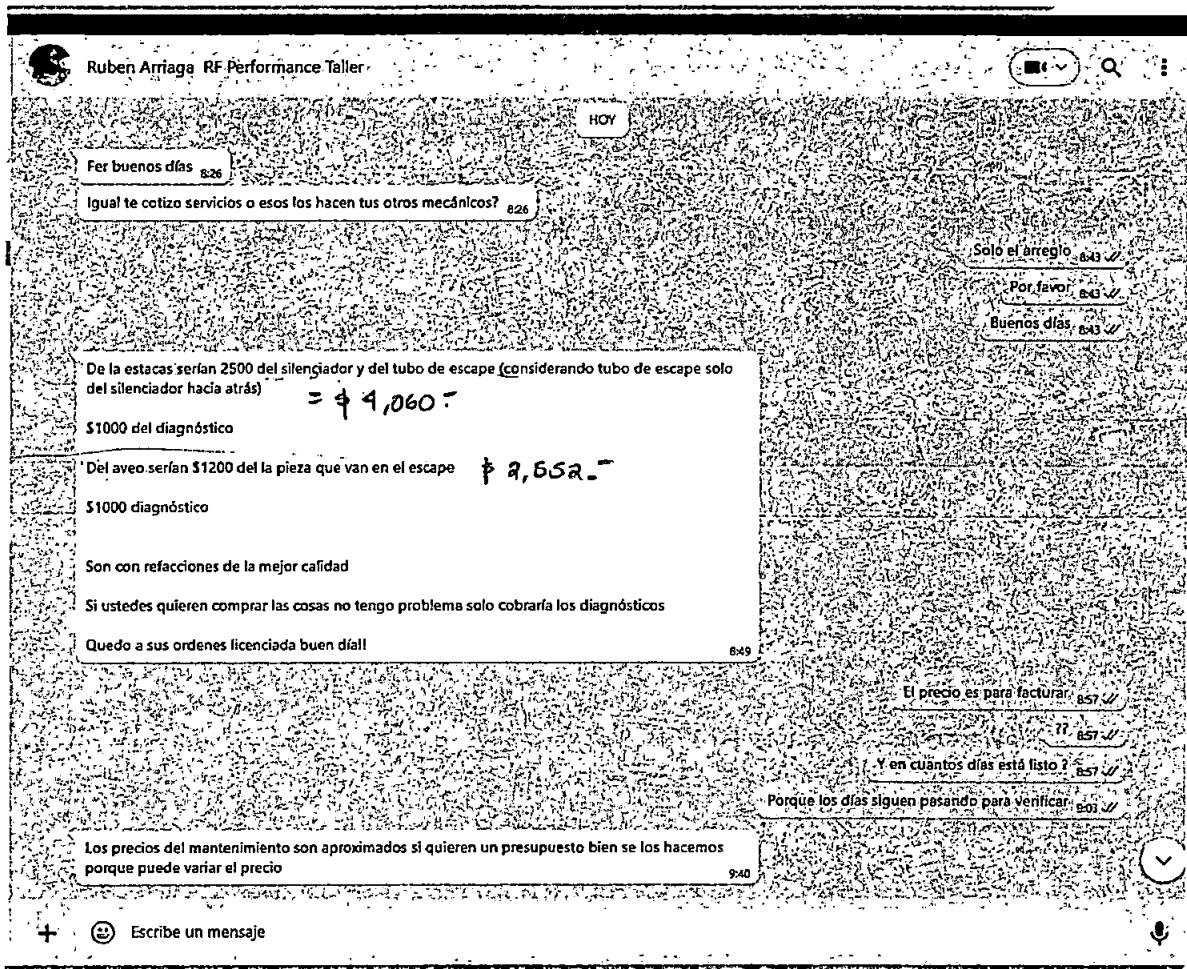 Ruben Arriaga RF Performance Taller
HOY
Fer buenos días 8:26
Igual te cotizo servicios o esos los hacen tus otros mecánicos? 8:26
Solo el arreglo 8:43
Por favor 8:43
Buenos días 8:43
De la estacas serían 2500 del silenciador y del tubo de escape (considerando tubo de escape solo
del silenciador hacía atrás)
= $ 4,060.-
$1000 del diagnóstico
Del aveo serían $1200 del la pieza que van en el escape $ 2,552.-
$1000 diagnóstico
Son con refacciones de la mejor calidad
Si ustedes quieren comprar las cosas no tengo problema solo cobraría los diagnósticos
Quedo a sus ordenes licenciada buen día!! 8:49
El precio es para facturar 8:57
?? 8:57
Y en cuántos días está listo ? 8:57
Porque los días siguen pasando para verificar 9:03
Los precios del mantenimiento son aproximados si quieren un presupuesto bien se los hacemos
porque puede variar el precio 9:40
Escribe un mensaje